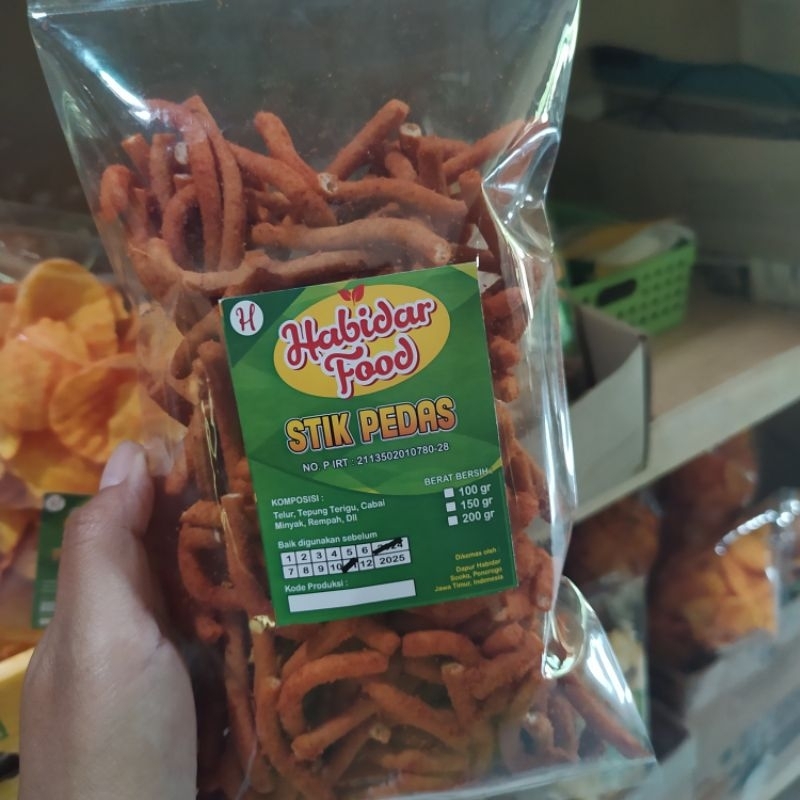 H
Habidar
Food
STIK PEDAS
NO. P IRT : 2113502010780-28
KOMPOSISI :
Telur, Tepung Terigu, Cabai
Minyak, Rempah, Dll
BERAT BERSIH :
100 gr
150 gr
200 gr
Baik digunakan sebelum
1 2 3 4 5 6 2024
7 8 9 10 11 12 2025
Kode Produksi :
Dikemas oleh :
Dapur Habidar
Sooko, Ponorogo
Jawa Timur, Indonesia